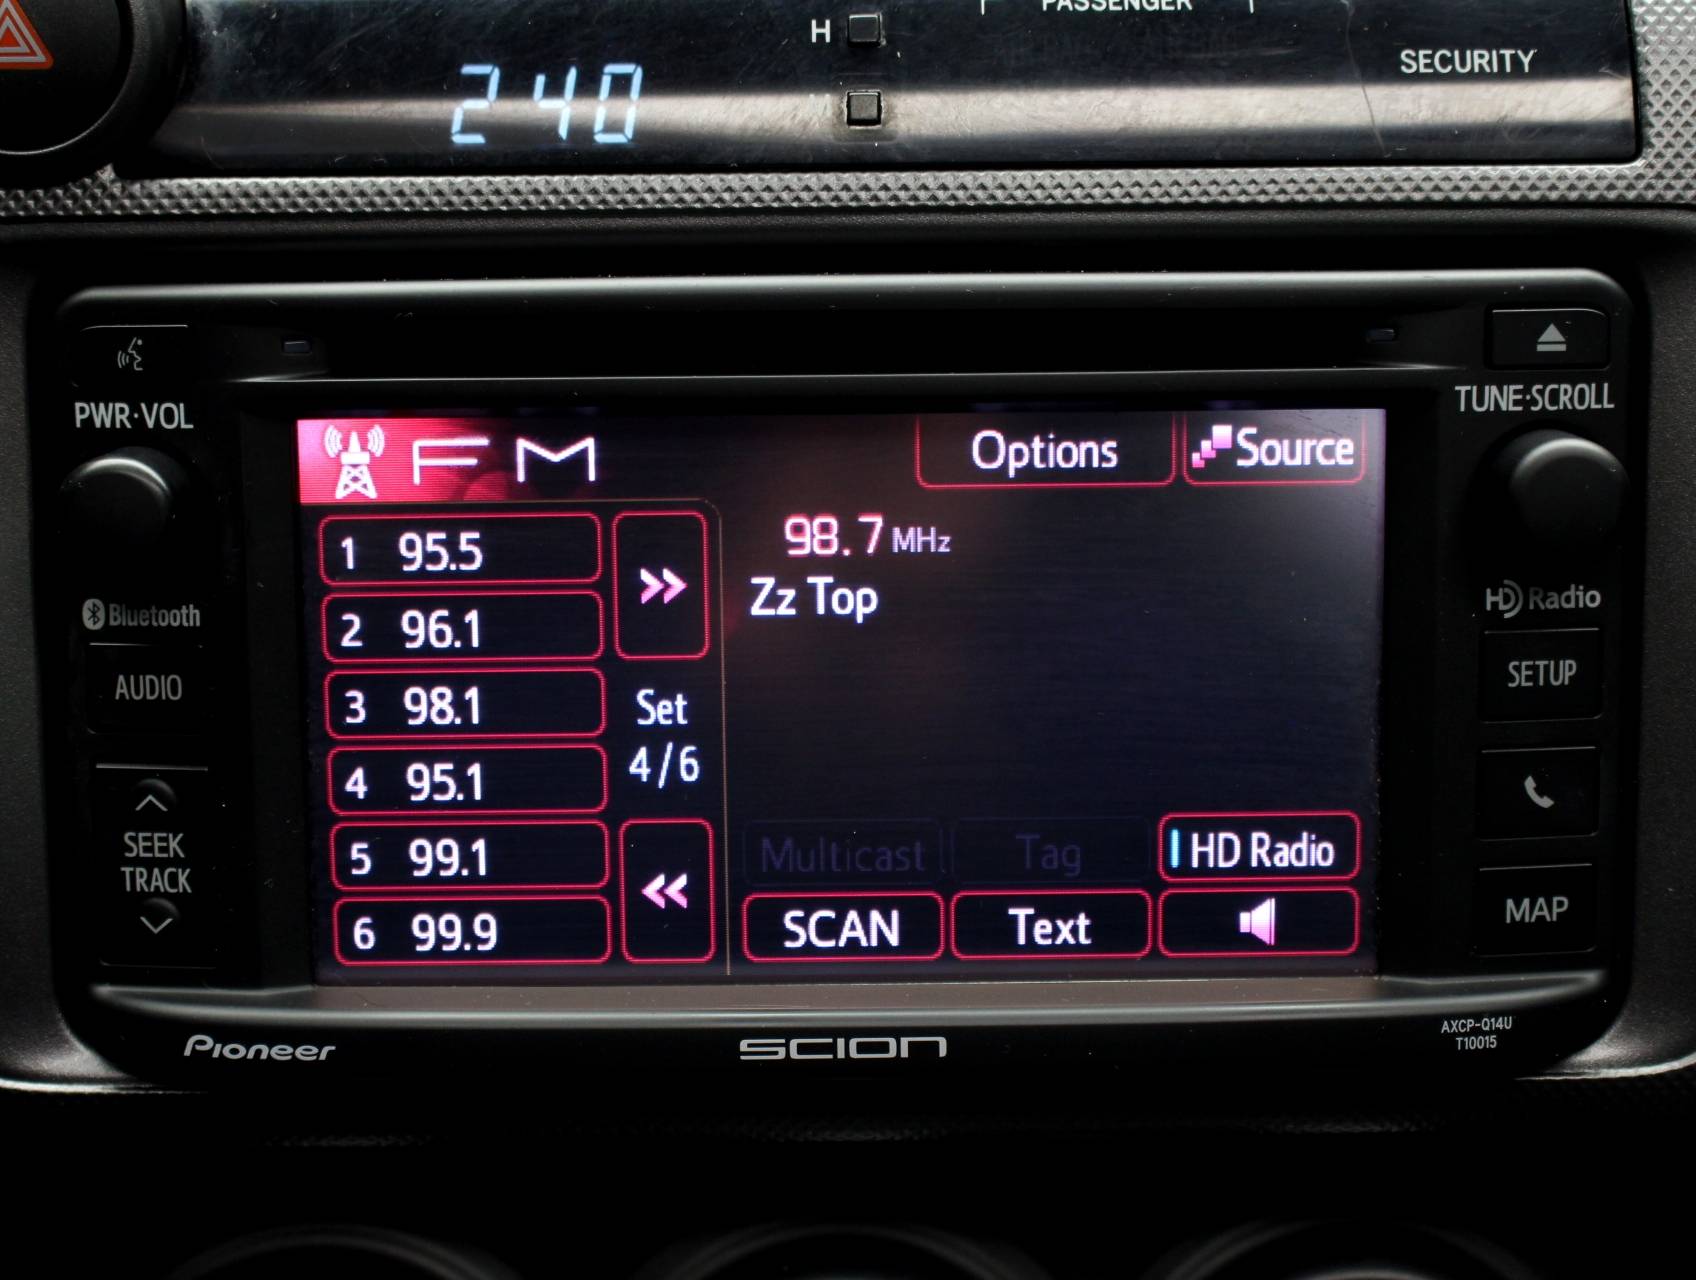 PASSENGER
H
SECURITY
240
PWR·VOL
TUNE·SCROLL
FM
Options
Source
1 95.5
98.7 MHz
Zz Top
2 96.1
Bluetooth
HD Radio
AUDIO
SETUP
3 98.1
Set
4/6
4 95.1
SEEK
TRACK
5 99.1
Multicast
Tag
HD Radio
6 99.9
SCAN
Text
MAP
Pioneer
SCION
AXCP-Q14U
T10015